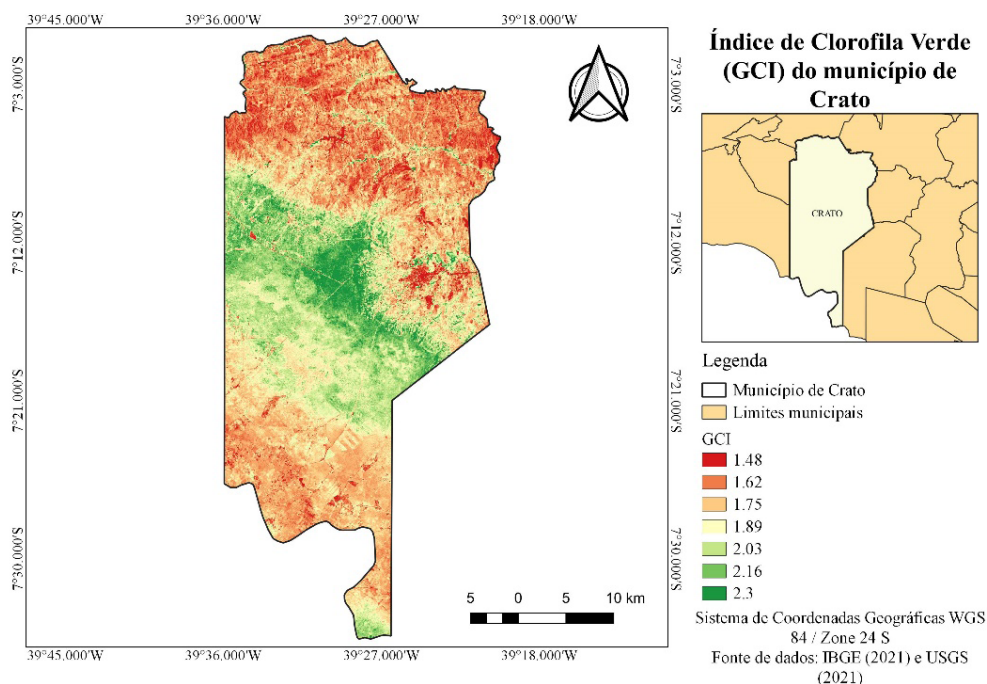 39°45.000'W 39°36.000'W 39°27.000'W 39°18.000'W
7°3.000'S 7°3.000'S
7°12.000'S 7°12.000'S
7°21.000'S 7°21.000'S
7°30.000'S 7°30.000'S
5 0 5 10 km
39°45.000'W 39°36.000'W 39°27.000'W 39°18.000'W
Índice de Clorofila Verde
(GCI) do município de
Crato
CRATO
Legenda
Município de Crato
Limites municipais
GCI
1.48
1.62
1.75
1.89
2.03
2.16
2.3
Sistema de Coordenadas Geográficas WGS
84 / Zone 24 S
Fonte de dados: IBGE (2021) e USGS
(2021)